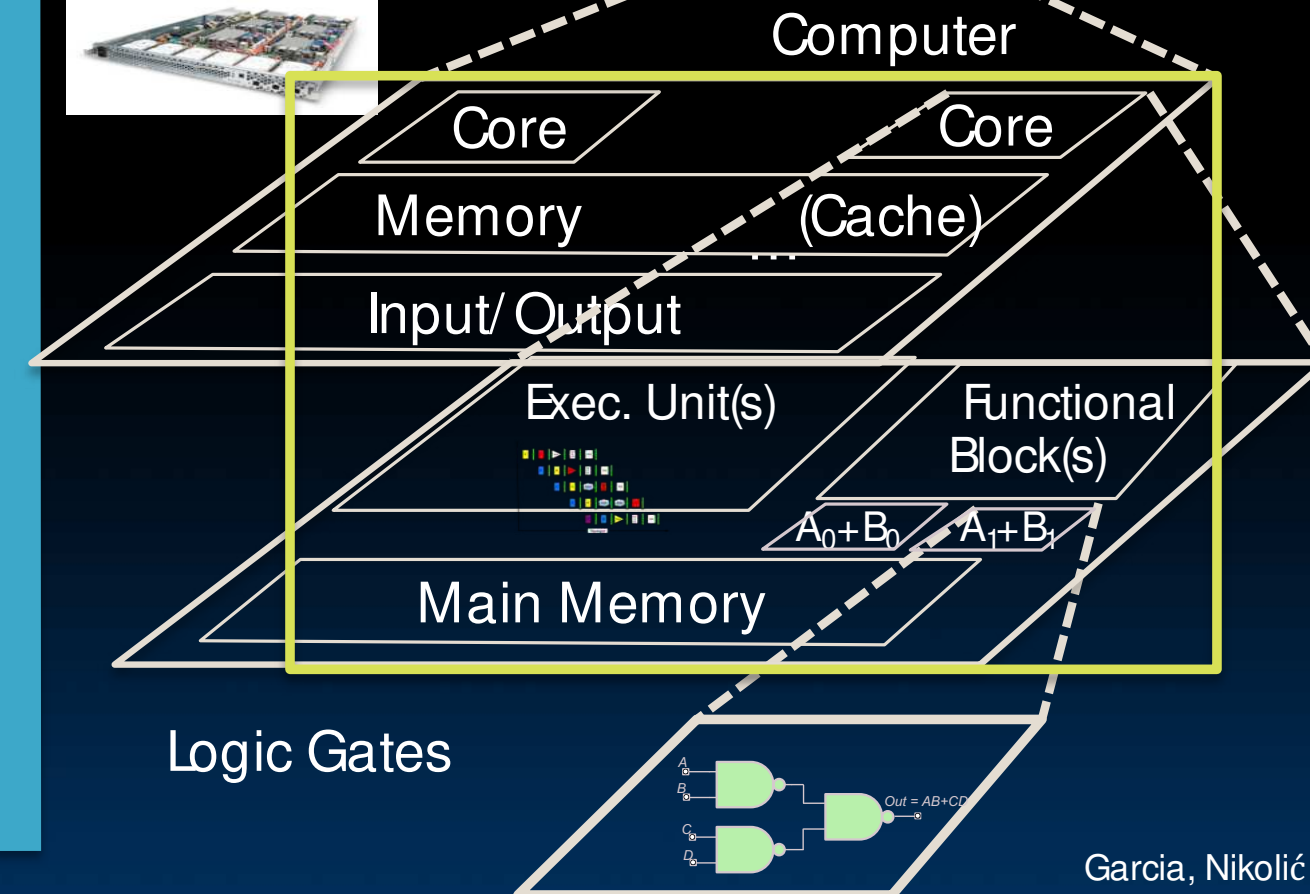 Computer
Core
Core
Memory (Cache)
...
Input/Output
Exec. Unit(s)
Functional
Block(s)
A₀+B₀
A₁+B₁
Main Memory
Logic Gates
A
B
C
D
Out = AB+CD
Garcia, Nikolić